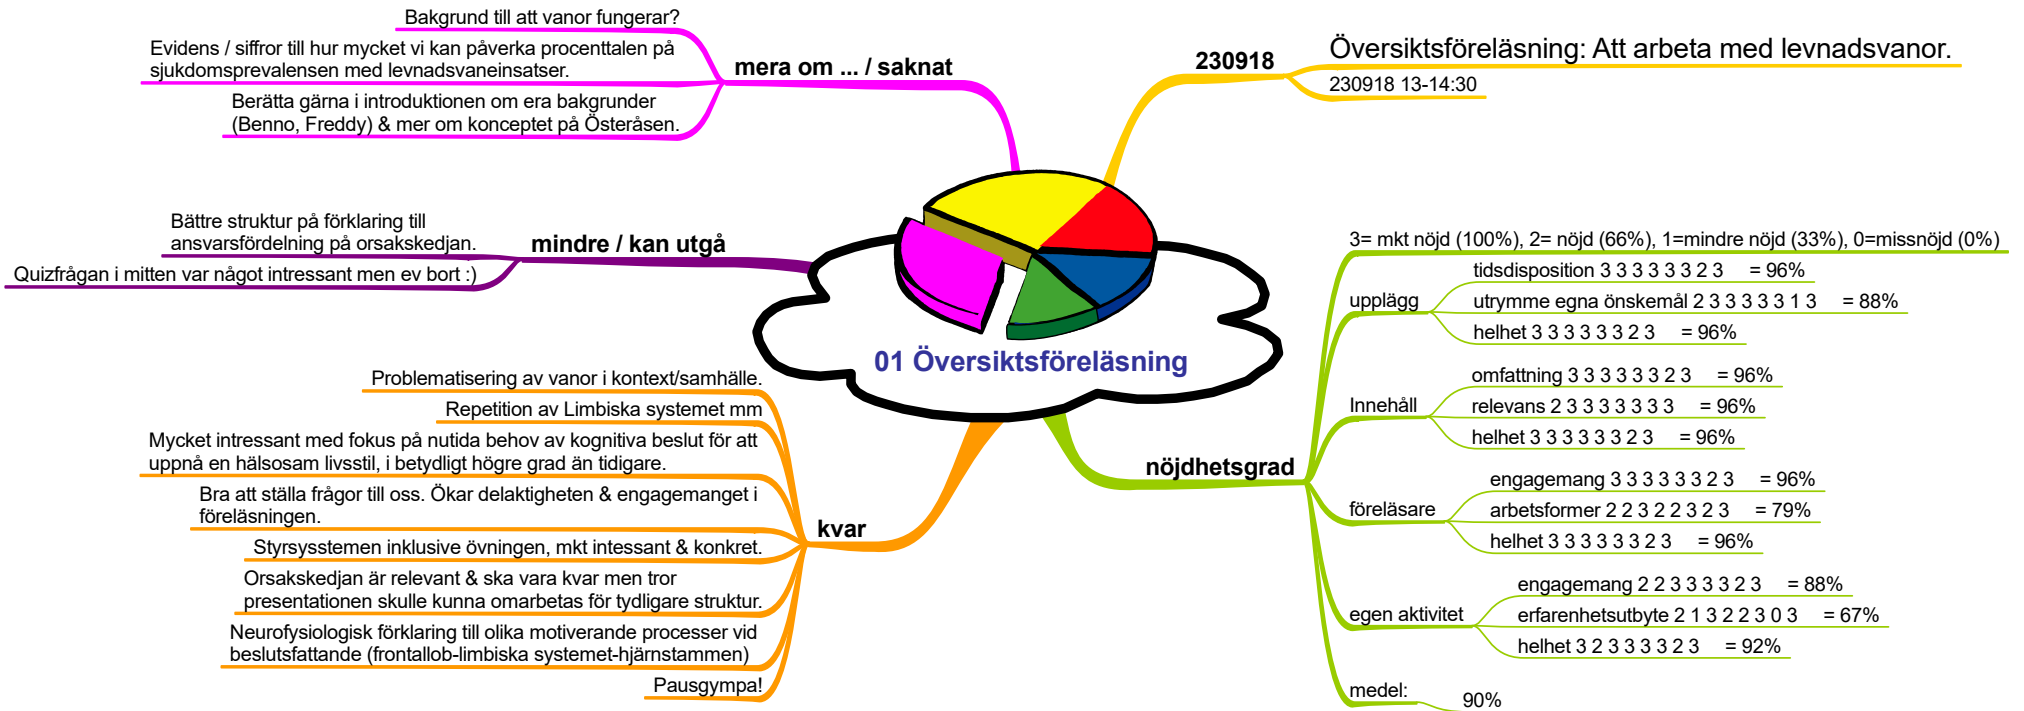 01 Översiktsföreläsning
230918
Översiktsföreläsning: Att arbeta med levnadsvanor.
230918 13-14:30
nöjdhetsgrad
3= mkt nöjd (100%), 2= nöjd (66%), 1=mindre nöjd (33%), 0=missnöjd (0%)
upplägg
tidsdisposition 3 3 3 3 3 3 2 3 = 96%
utrymme egna önskemål 2 3 3 3 3 3 1 3 = 88%
helhet 3 3 3 3 3 3 2 3 = 96%
Innehåll
omfattning 3 3 3 3 3 3 2 3 = 96%
relevans 2 3 3 3 3 3 3 3 = 96%
helhet 3 3 3 3 3 3 2 3 = 96%
föreläsare
engagemang 3 3 3 3 3 3 2 3 = 96%
arbetsformer 2 2 3 2 2 3 2 3 = 79%
helhet 3 3 3 3 3 3 2 3 = 96%
egen aktivitet
engagemang 2 2 3 3 3 3 2 3 = 88%
erfarenhetsutbyte 2 1 3 2 2 3 0 3 = 67%
helhet 3 2 3 3 3 3 2 3 = 92%
medel:
90%
kvar
Problematisering av vanor i kontext/samhälle.
Repetition av Limbiska systemet mm
Mycket intressant med fokus på nutida behov av kognitiva beslut för att
uppnå en hälsosam livsstil, i betydligt högre grad än tidigare.
Bra att ställa frågor till oss. Ökar delaktigheten & engagemanget i
föreläsningen.
Styrsysstemen inklusive övningen, mkt intessant & konkret.
Orsakskedjan är relevant & ska vara kvar men tror
presentationen skulle kunna omarbetas för tydligare struktur.
Neurofysiologisk förklaring till olika motiverande processer vid
beslutsfattande (frontallob-limbiska systemet-hjärnstammen)
Pausgympa!
mindre / kan utgå
Bättre struktur på förklaring till
ansvarsfördelning på orsakskedjan.
Quizfrågan i mitten var något intressant men ev bort :)
mera om ... / saknat
Bakgrund till att vanor fungerar?
Evidens / siffror till hur mycket vi kan påverka procenttalen på
sjukdomsprevalensen med levnadsvaneinsatser.
Berätta gärna i introduktionen om era bakgrunder
(Benno, Freddy) & mer om konceptet på Österåsen.